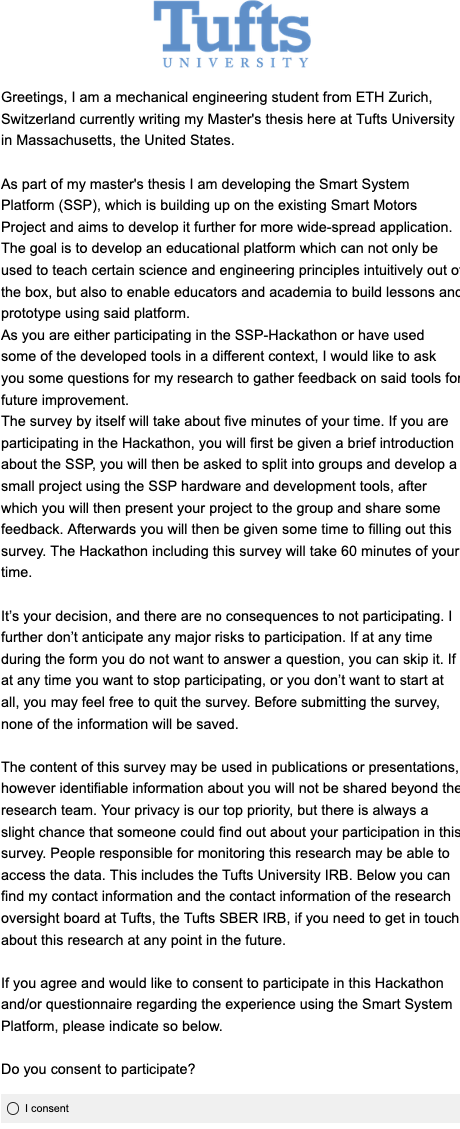 Tufts
UNIVERSITY
Greetings, I am a mechanical engineering student from ETH Zurich,
Switzerland currently writing my Master's thesis here at Tufts University
in Massachusetts, the United States.
As part of my master's thesis I am developing the Smart System
Platform (SSP), which is building up on the existing Smart Motors
Project and aims to develop it further for more wide-spread application.
The goal is to develop an educational platform which can not only be
used to teach certain science and engineering principles intuitively out of
the box, but also to enable educators and academia to build lessons and
prototype using said platform.
As you are either participating in the SSP-Hackathon or have used
some of the developed tools in a different context, I would like to ask
you some questions for my research to gather feedback on said tools for
future improvement.
The survey by itself will take about five minutes of your time. If you are
participating in the Hackathon, you will first be given a brief introduction
about the SSP, you will then be asked to split into groups and develop a
small project using the SSP hardware and development tools, after
which you will then present your project to the group and share some
feedback. Afterwards you will then be given some time to filling out this
survey. The Hackathon including this survey will take 60 minutes of your
time.
It's your decision, and there are no consequences to not participating. I
further don't anticipate any major risks to participation. If at any time
during the form you do not want to answer a question, you can skip it. If
at any time you want to stop participating, or you don't want to start at
all, you may feel free to quit the survey. Before submitting the survey,
none of the information will be saved.
The content of this survey may be used in publications or presentations,
however identifiable information about you will not be shared beyond the
research team. Your privacy is our top priority, but there is always a
slight chance that someone could find out about your participation in this
survey. People responsible for monitoring this research may be able to
access the data. This includes the Tufts University IRB. Below you can
find my contact information and the contact information of the research
oversight board at Tufts, the Tufts SBER IRB, if you need to get in touch
about this research at any point in the future.
If you agree and would like to consent to participate in this Hackathon
and/or questionnaire regarding the experience using the Smart System
Platform, please indicate so below.
Do you consent to participate?
I consent